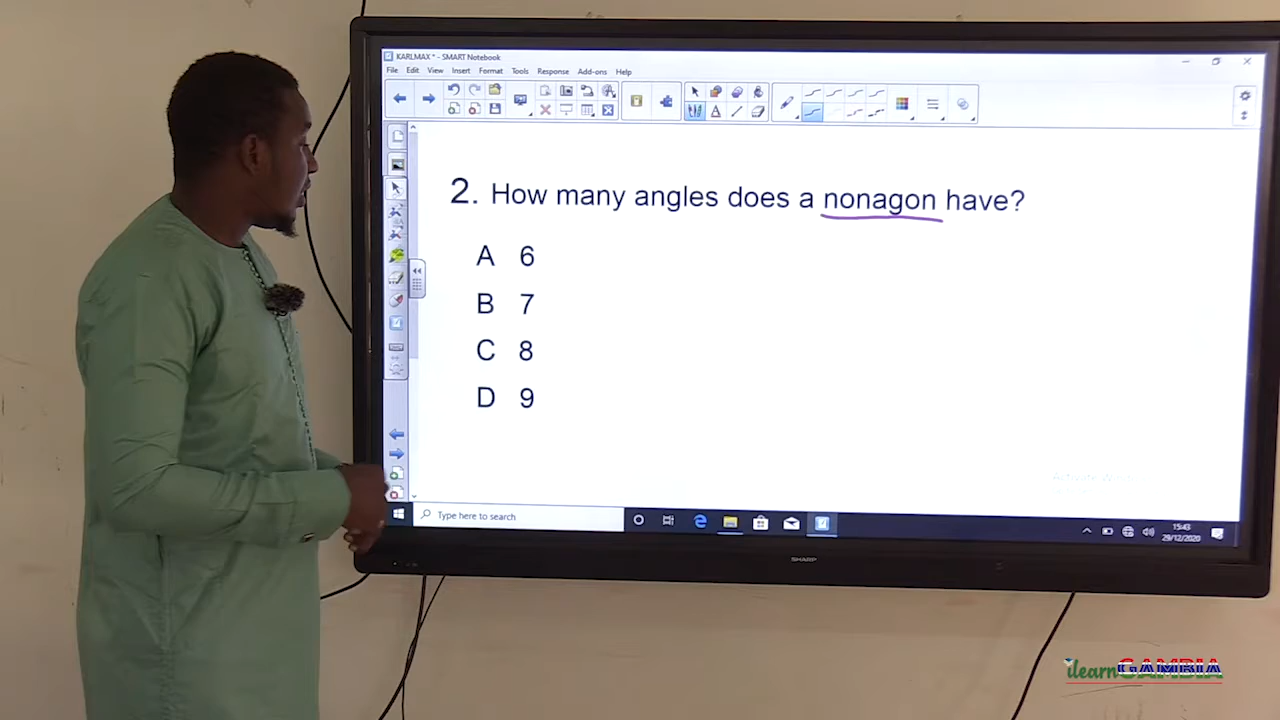 KARLMAX * - SMART Notebook
File Edit View Insert Format Tools Response Add-ons Help
2. How many angles does a nonagon have?
A 6
B 7
C 8
D 9
Type here to search
15:43
29/12/2020
SHARP
ilearnGAMBIA